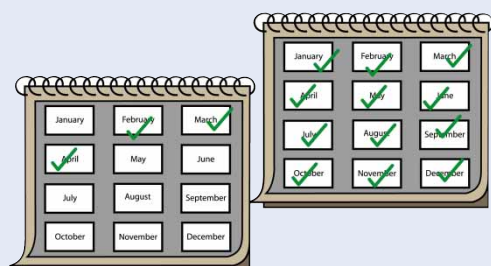 January February March
April May June
July August September
October November December
January February March
April May June
July August September
October November December